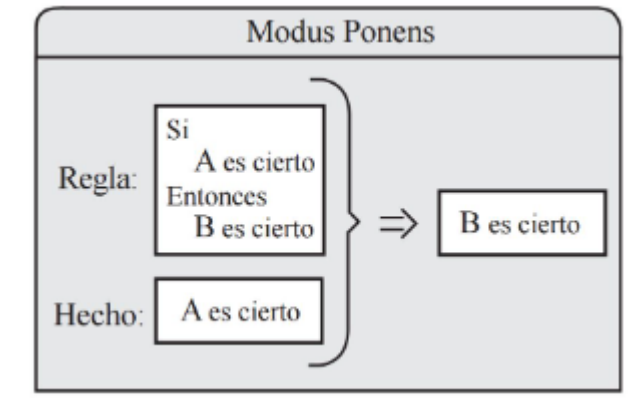 Modus Ponens
Si
A es cierto
Regla:
Entonces
B es cierto
⇒
B es cierto
Hecho:
A es cierto